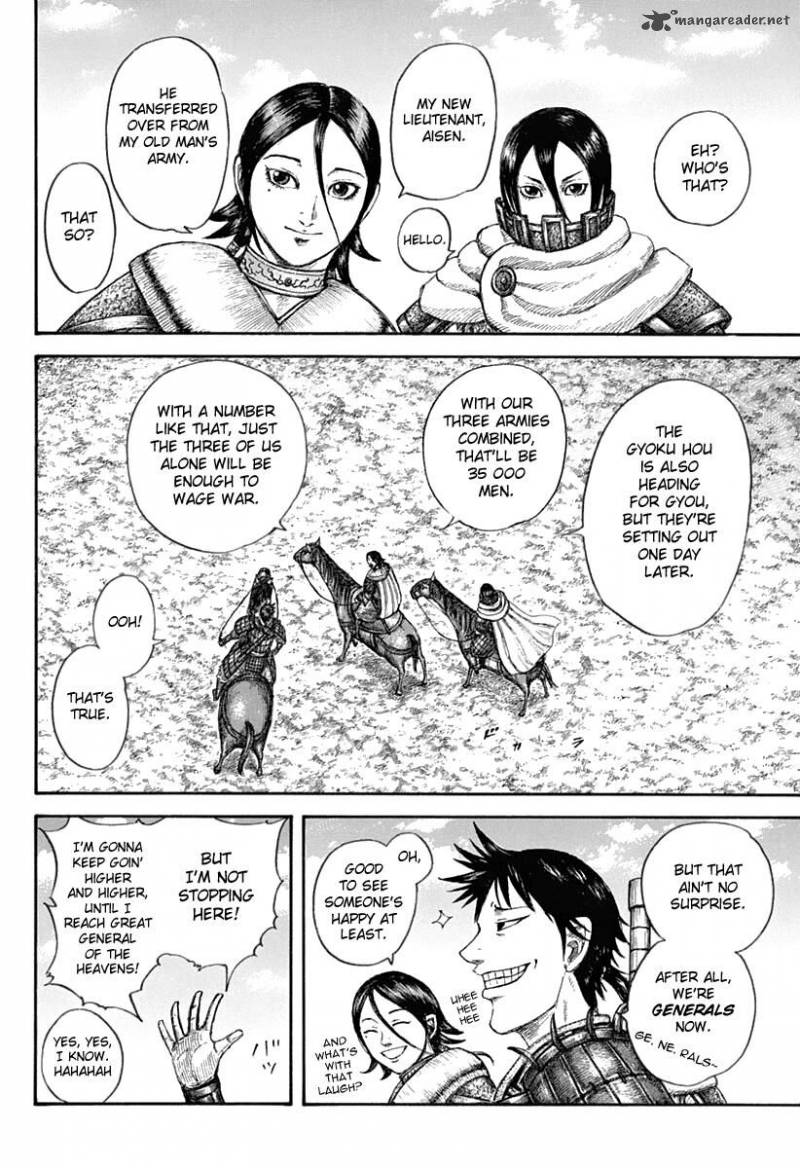 mangareader.net
EH?
WHO'S
THAT?
MY NEW
LIEUTENANT,
AISEN.
HELLO.
HE
TRANSFERRED
OVER FROM
MY OLD MAN'S
ARMY.
THAT
SO?
THE
GYOKU HOU
IS ALSO
HEADING
FOR GYOU,
BUT THEY'RE
SETTING OUT
ONE DAY
LATER.
WITH OUR
THREE ARMIES
COMBINED,
THAT'LL BE
35 000
MEN.
WITH A NUMBER
LIKE THAT, JUST
THE THREE OF US
ALONE WILL BE
ENOUGH TO
WAGE WAR.
OOH!
THAT'S
TRUE.
BUT THAT
AIN'T NO
SURPRISE.
AFTER ALL,
WE'RE
GENERALS
NOW.
GE. NE. RALS~
OH,
GOOD
TO SEE
SOMEONE'S
HAPPY AT
LEAST.
UHEE
HEE
HEE
AND
WHAT'S
WITH
THAT
LAUGH?
BUT
I'M NOT
STOPPING
HERE!
I'M GONNA
KEEP GOIN'
HIGHER
AND HIGHER,
UNTIL I
REACH GREAT
GENERAL
OF THE
HEAVENS!
YES, YES,
I KNOW.
HAHAHAH